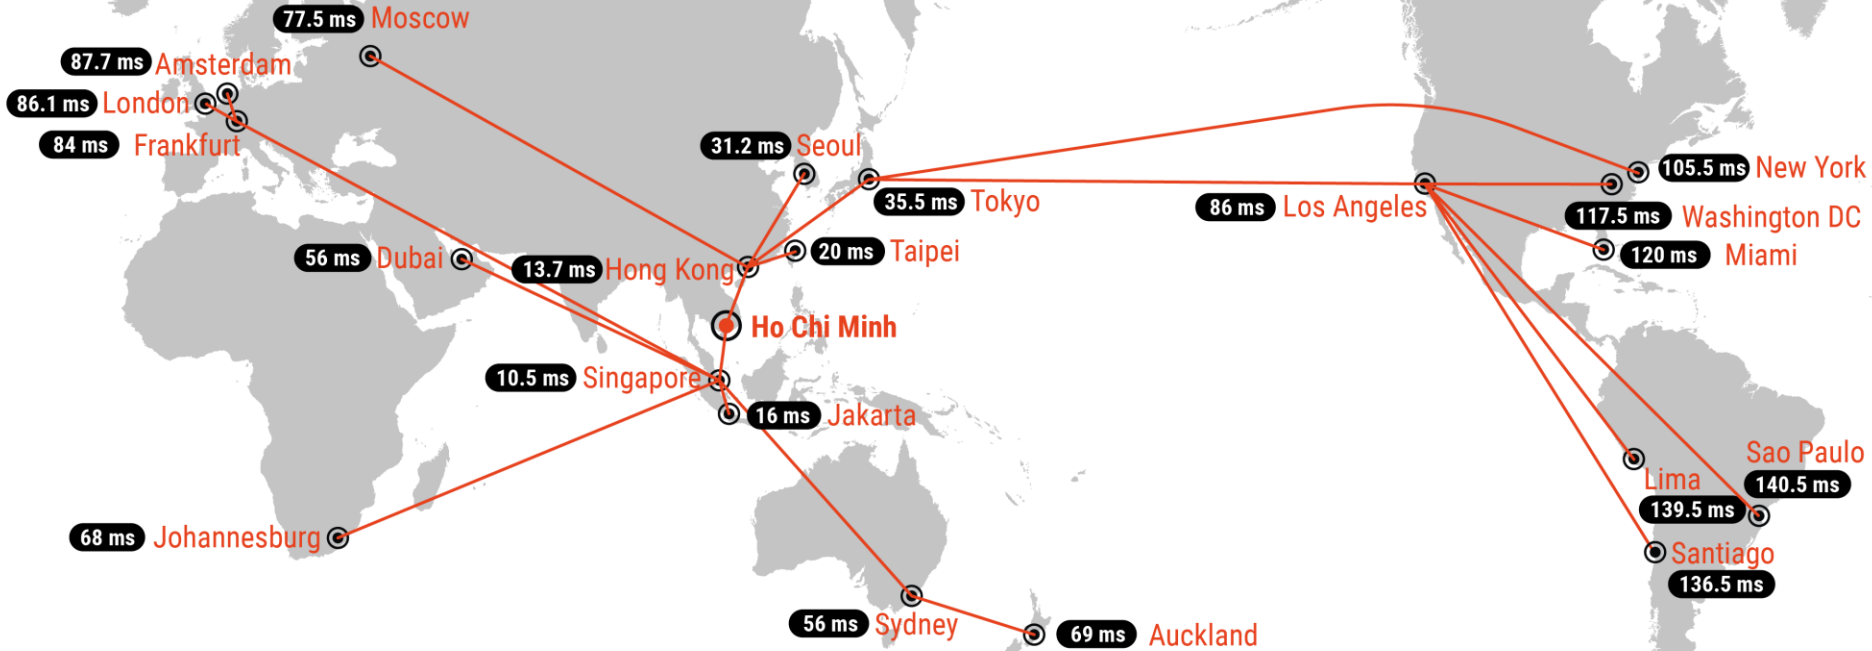 77.5 ms Moscow
87.7 ms Amsterdam
86.1 ms London
84 ms Frankfurt
31.2 ms Seoul
35.5 ms Tokyo
105.5 ms New York
86 ms Los Angeles
117.5 ms Washington DC
56 ms Dubai
13.7 ms Hong Kong
20 ms Taipei
120 ms Miami
Ho Chi Minh
10.5 ms Singapore
16 ms Jakarta
Sao Paulo
140.5 ms
Lima
139.5 ms
68 ms Johannesburg
Santiago
136.5 ms
56 ms Sydney
69 ms Auckland